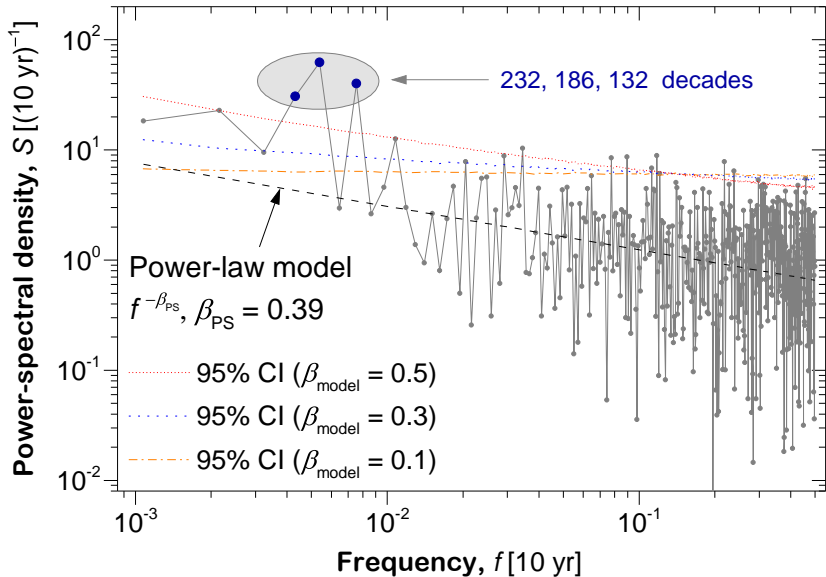 Power-spectral density, S [(10 yr)⁻¹]
10²
10¹
10⁰
10⁻¹
10⁻²
232, 186, 132 decades
Power-law model
f^−β_PS, β_PS = 0.39
95% CI (β_model = 0.5)
95% CI (β_model = 0.3)
95% CI (β_model = 0.1)
10⁻³ 10⁻² 10⁻¹ 10⁰
Frequency, f [10 yr]